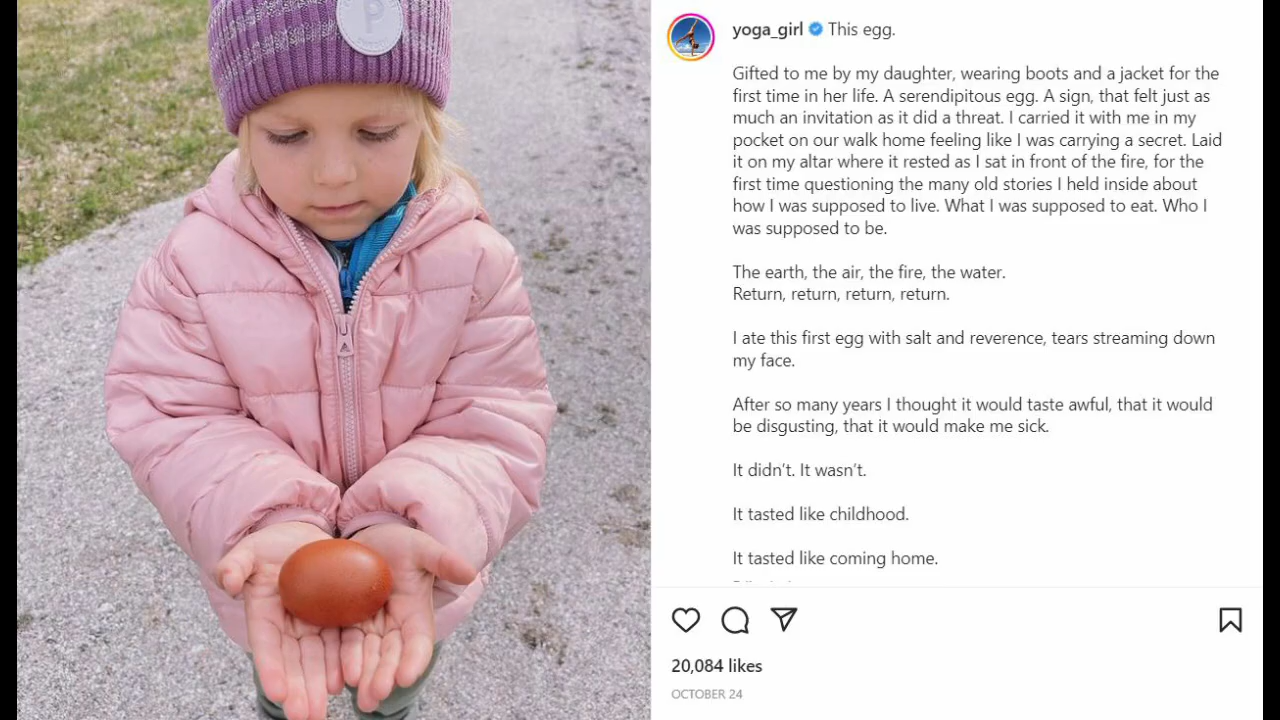 P
yoga_girl This egg.
Gifted to me by my daughter, wearing boots and a jacket for the
first time in her life. A serendipitous egg. A sign, that felt just as
much an invitation as it did a threat. I carried it with me in my
pocket on our walk home feeling like I was carrying a secret. Laid
it on my altar where it rested as I sat in front of the fire, for the
first time questioning the many old stories I held inside about
how I was supposed to live. What I was supposed to eat. Who I
was supposed to be.
The earth, the air, the fire, the water.
Return, return, return, return.
I ate this first egg with salt and reverence, tears streaming down
my face.
After so many years I thought it would taste awful, that it would
be disgusting, that it would make me sick.
It didn't. It wasn't.
It tasted like childhood.
It tasted like coming home.
20,084 likes
OCTOBER 24